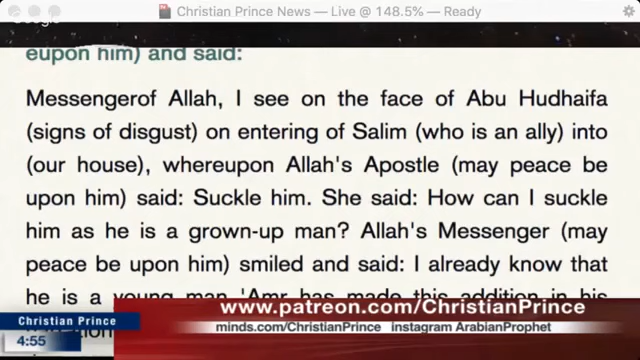 Christian Prince News — Live @ 148.5% — Ready
eupon him) and said:
Messengerof Allah, I see on the face of Abu Hudhaifa
(signs of disgust) on entering of Salim (who is an ally) into
(our house), whereupon Allah's Apostle (may peace be
upon him) said: Suckle him. She said: How can I suckle
him as he is a grown-up man? Allah's Messenger (may
peace be upon him) smiled and said: I already know that
he is a young man 'Amr has made this addition in his
www.patreon.com/ChristianPrince
Christian Prince
minds.com/ChristianPrince instagram ArabianProphet
4:55